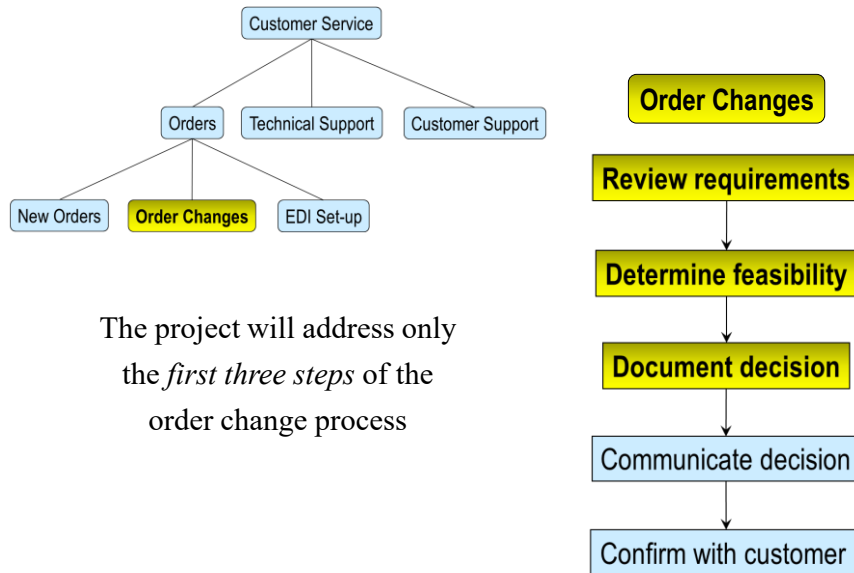 Customer Service
Orders
Technical Support
Customer Support
New Orders
Order Changes
EDI Set-up
The project will address only
the first three steps of the
order change process
Order Changes
Review requirements
Determine feasibility
Document decision
Communicate decision
Confirm with customer